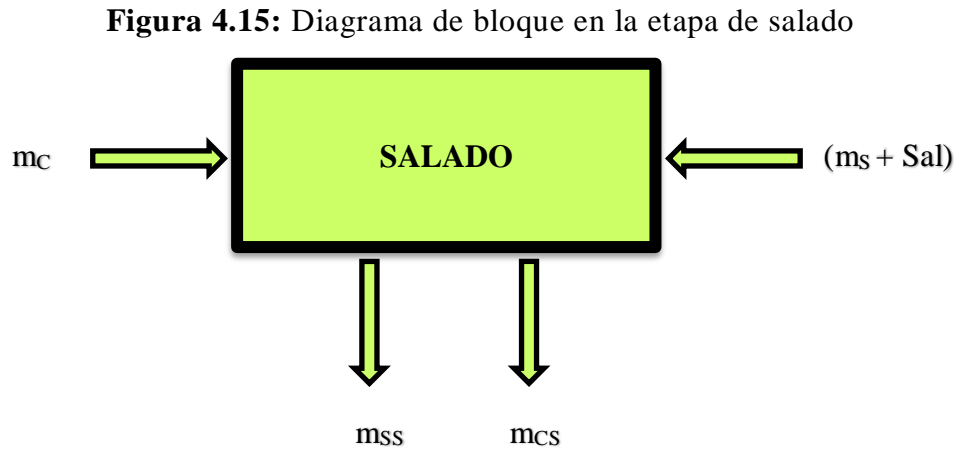 Figura 4.15: Diagrama de bloque en la etapa de salado
mC SALADO (mS + Sal)
mSS mCS